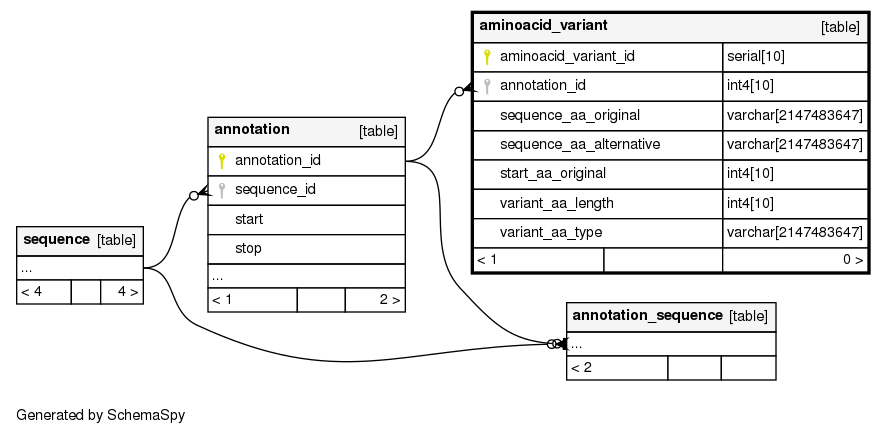 aminoacid_variant [table]
aminoacid_variant_id serial[10]
annotation_id int4[10]
sequence_aa_original varchar[2147483647]
sequence_aa_alternative varchar[2147483647]
start_aa_original int4[10]
variant_aa_length int4[10]
variant_aa_type varchar[2147483647]
< 1 0 >
annotation [table]
annotation_id
sequence_id
start
stop
...
< 1 2 >
sequence [table]
...
< 4 4 >
annotation_sequence [table]
...
< 2
Generated by SchemaSpy